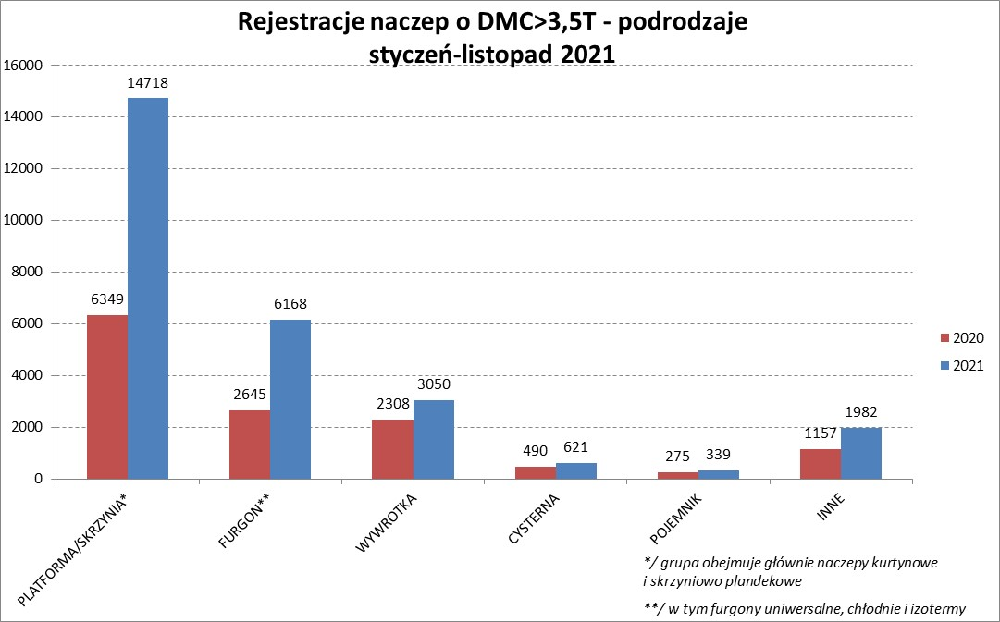 Rejestracje naczep o DMC>3,5T - podrodzaje
styczeń-listopad 2021
16000
14000
12000
10000
8000
6000
4000
2000
0
6349
14718
2645
6168
2308
3050
490
621
275
339
1157
1982
PLATFORMA/SKRZYNIA*
FURGON**
WYWROTKA
CYSTERNA
POJEMNIK
INNE
2020
2021
*/ grupa obejmuje głównie naczepy kurtynowe
i skrzyniowo plandekowe
**/ w tym furgony uniwersalne, chłodnie i izotermy